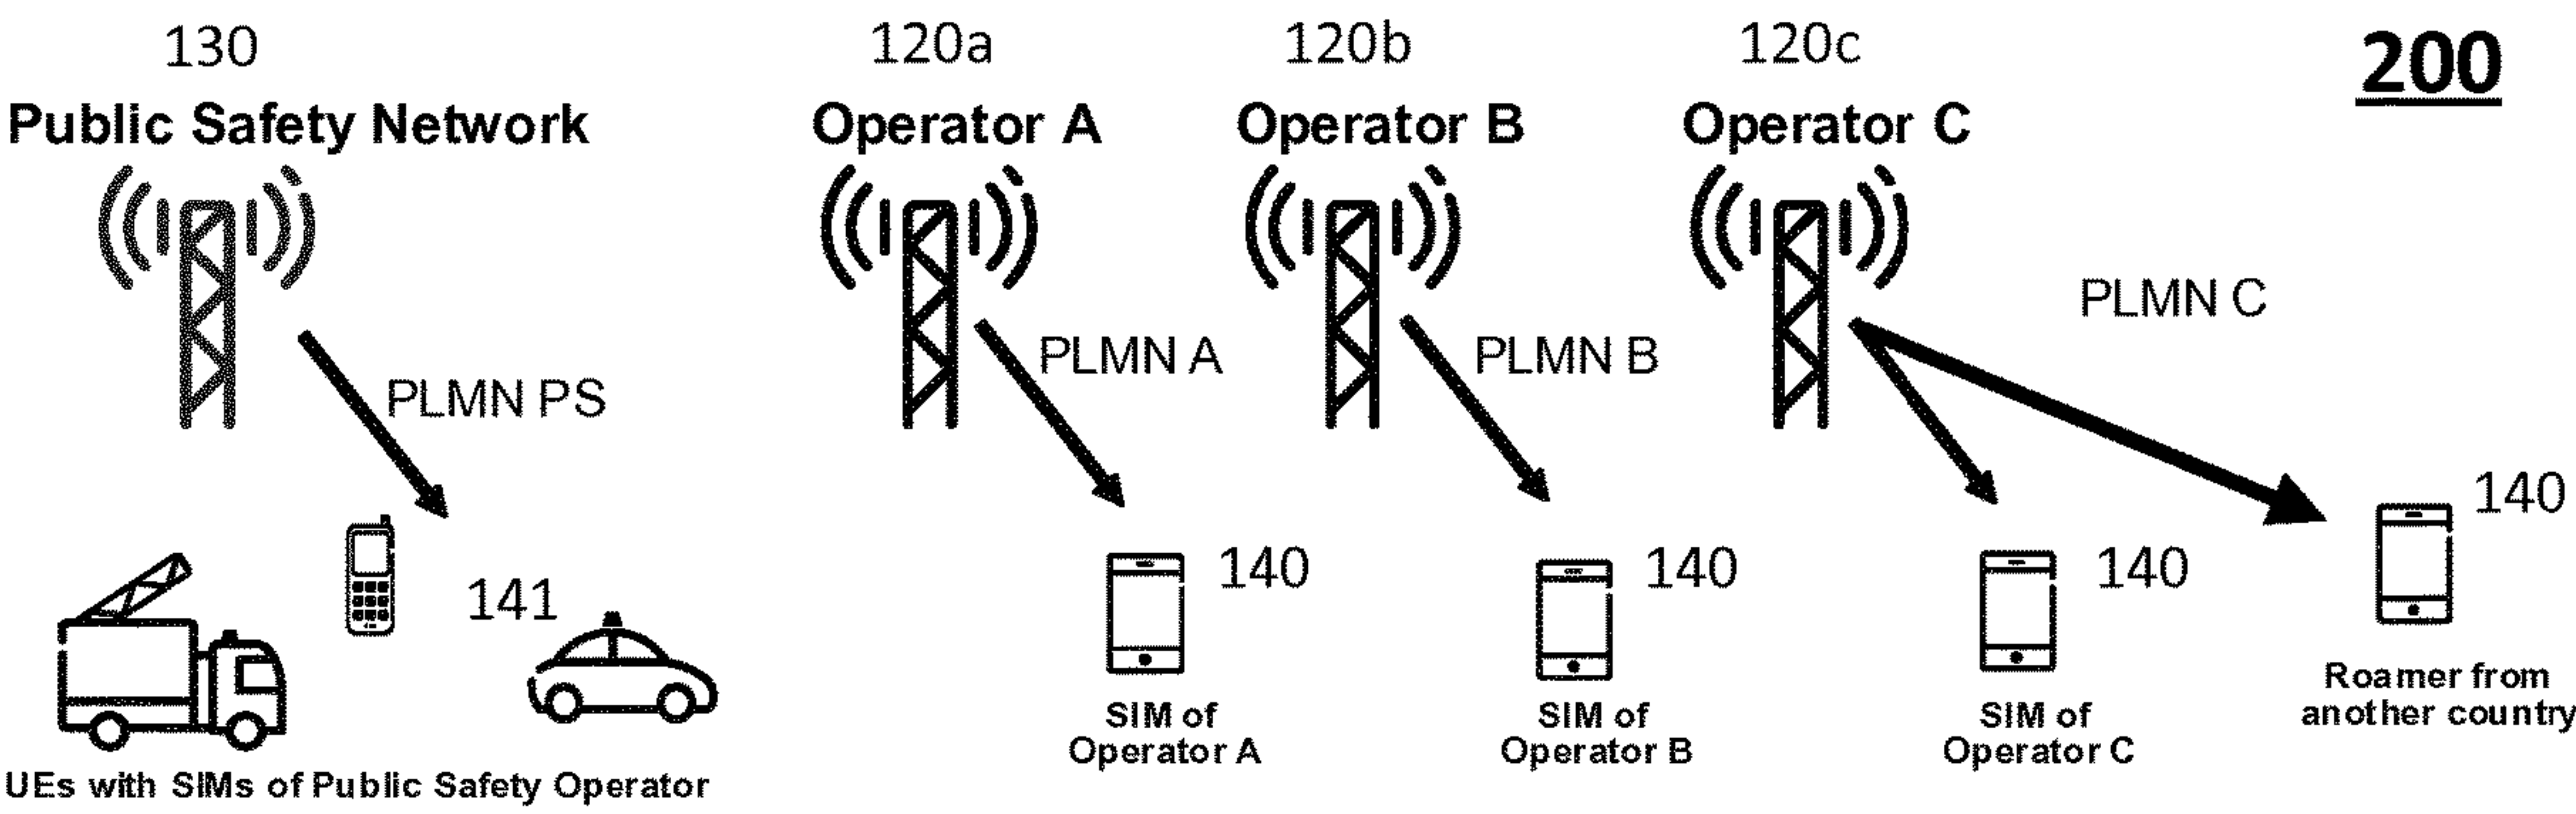 130
Public Safety Network
120a
Operator A
120b
Operator B
120c
Operator C
200
PLMN PS
PLMN A
PLMN B
PLMN C
141
140
140
140
140
UEs with SIMs of Public Safety Operator
SIM of
Operator A
SIM of
Operator B
SIM of
Operator C
Roamer from
another country